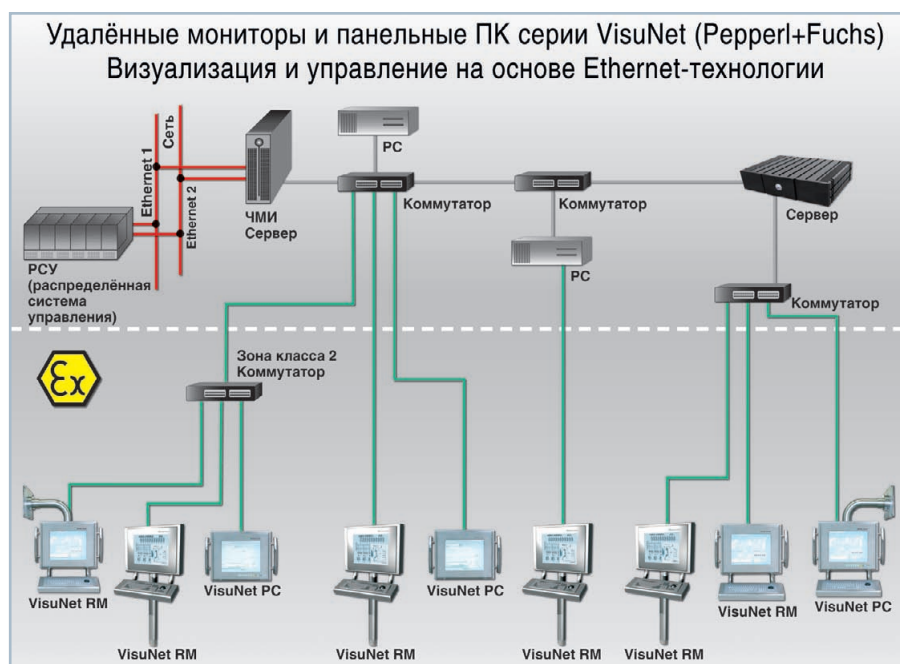 Удалённые мониторы и панельные ПК серии VisuNet (Pepperl+Fuchs)
Визуализация и управление на основе Ethernet-технологии
Ethernet 1
Сеть
Ethernet 2
PC
ЧМИ
Сервер
Коммутатор
Коммутатор
Сервер
PC
РСУ
(распределённая
система
управления)
Коммутатор
Зона класса 2
Коммутатор
Ex
VisuNet RM
VisuNet RM
VisuNet PC
VisuNet RM
VisuNet PC
VisuNet RM
VisuNet RM
VisuNet RM
VisuNet PC